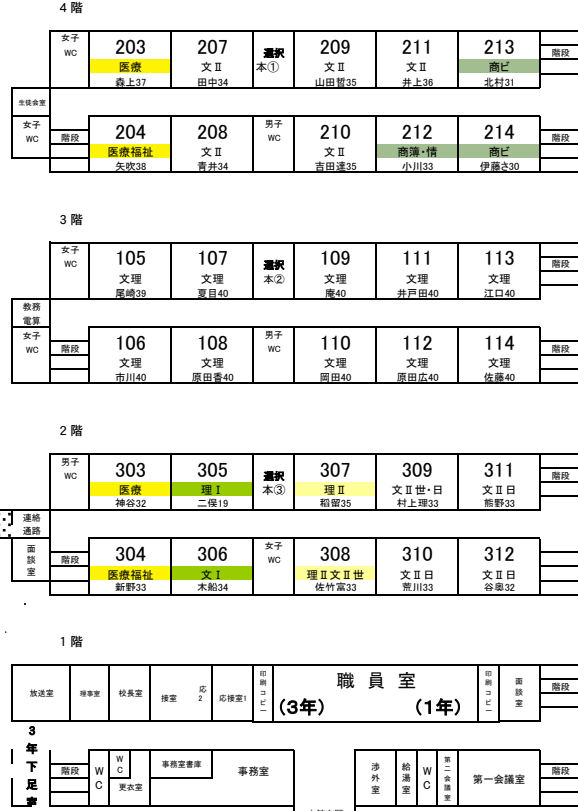 4 階
女子 203 207 選択 209 211 213 階段
WC 医療 文Ⅱ 本① 文Ⅱ 文Ⅱ 商ビ
森上37 田中34 山田哲35 井上36 北村31
生徒会室
女子 階段 204 208 男子 210 212 214 階段
WC 医療福祉 文Ⅱ WC 文Ⅱ 商簿・情 商ビ
矢吹38 青井34 吉田達35 小川33 伊藤さ30
3 階
女子 105 107 選択 109 111 113 階段
WC 文理 文理 本② 文理 文理 文理
尾崎39 夏目40 庵40 井戸田40 江口40
教務
電算
女子 階段 106 108 男子 110 112 114 階段
WC 文理 文理 WC 文理 文理 文理
市川40 原田香40 岡田40 原田広40 佐藤40
2 階
男子 303 305 選択 307 309 311 階段
WC 医療 理Ⅰ 本③ 理Ⅱ 文Ⅱ世・日 文Ⅱ日
神谷32 二俣19 稲留35 村上理33 熊野33
連絡
通路
面談室 階段 304 306 女子 308 310 312
WC 医療福祉 文Ⅰ 理Ⅱ文Ⅱ世 文Ⅱ日 文Ⅱ日
新野33 木船34 佐竹富33 荒川33 谷奥32
1 階
放送室 理事室 校長室 接室 応2 応接室1 印刷コピー 職 員 室 印刷コピー 面談室 階段
(3年) (1年)
3年下足室
階段 WC WC 事務室書庫 事務室 渉外室 給湯室 WC 第二会議室 第一会議室 階段
更衣室